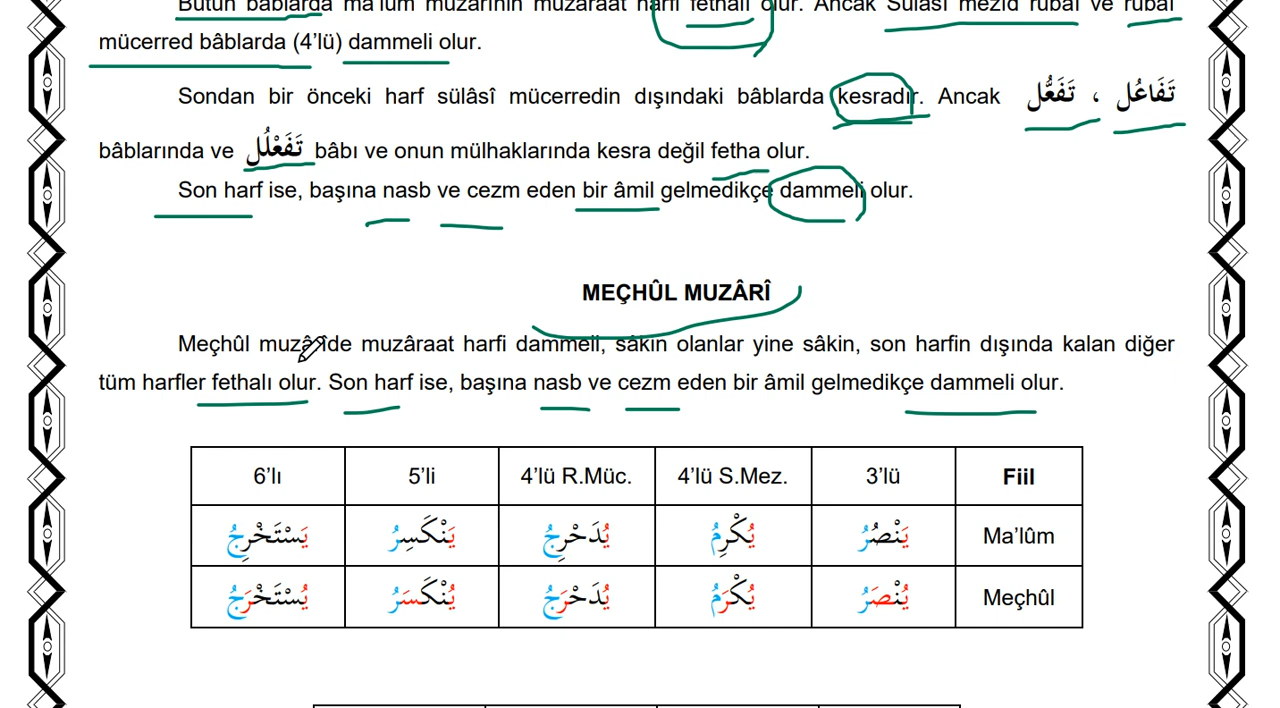 Bütün bâblarda ma'lûm muzârînin muzâraat harfi fethalı olur. Ancak Sülâsî mezîd rubâî ve rubâî
mücerred bâblarda (4’lü) dammeli olur.
Sondan bir önceki harf sülâsî mücerredin dışındaki bâblarda kesradır. Ancak تَفَاعُل ، تَفَعُّل
bâblarında ve تَفَعْلُل bâbı ve onun mülhaklarında kesra değil fetha olur.
Son harf ise, başına nasb ve cezm eden bir âmil gelmedikçe dammeli olur.
MEÇHÛL MUZÂRÎ
Meçhûl muzârîde muzâraat harfi dammeli, sâkin olanlar yine sâkin, son harfin dışında kalan diğer
tüm harfler fethalı olur. Son harf ise, başına nasb ve cezm eden bir âmil gelmedikçe dammeli olur.
6’lı 5’li 4’lü R.Müc. 4’lü S.Mez. 3’lü Fiil
يَسْتَخْرِجُ يَنْكَسِرُ يُدَحْرِجُ يُكْرِمُ يَنْصُرُ Ma’lûm
يُسْتَخْرَجُ يُنْكَسَرُ يُدَحْرَجُ يُكْرَمُ يُنْصَرُ Meçhûl